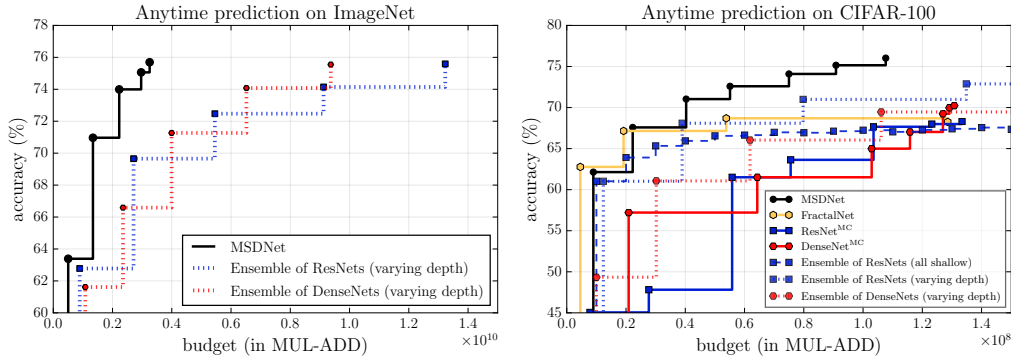 Anytime prediction on ImageNet
78
76
74
72
70
68
66
64
62
60
accuracy (%)
0.0
0.2
0.4
0.6
0.8
1.0
1.2
1.4
×10^10
budget (in MUL-ADD)
MSDNet
Ensemble of ResNets (varying depth)
Ensemble of DenseNets (varying depth)
Anytime prediction on CIFAR-100
80
75
70
65
60
55
50
45
accuracy (%)
0.0
0.2
0.4
0.6
0.8
1.0
1.2
1.4
×10^8
budget (in MUL-ADD)
MSDNet
FractalNet
ResNet^MC
DenseNet^MC
Ensemble of ResNets (all shallow)
Ensemble of ResNets (varying depth)
Ensemble of DenseNets (varying depth)